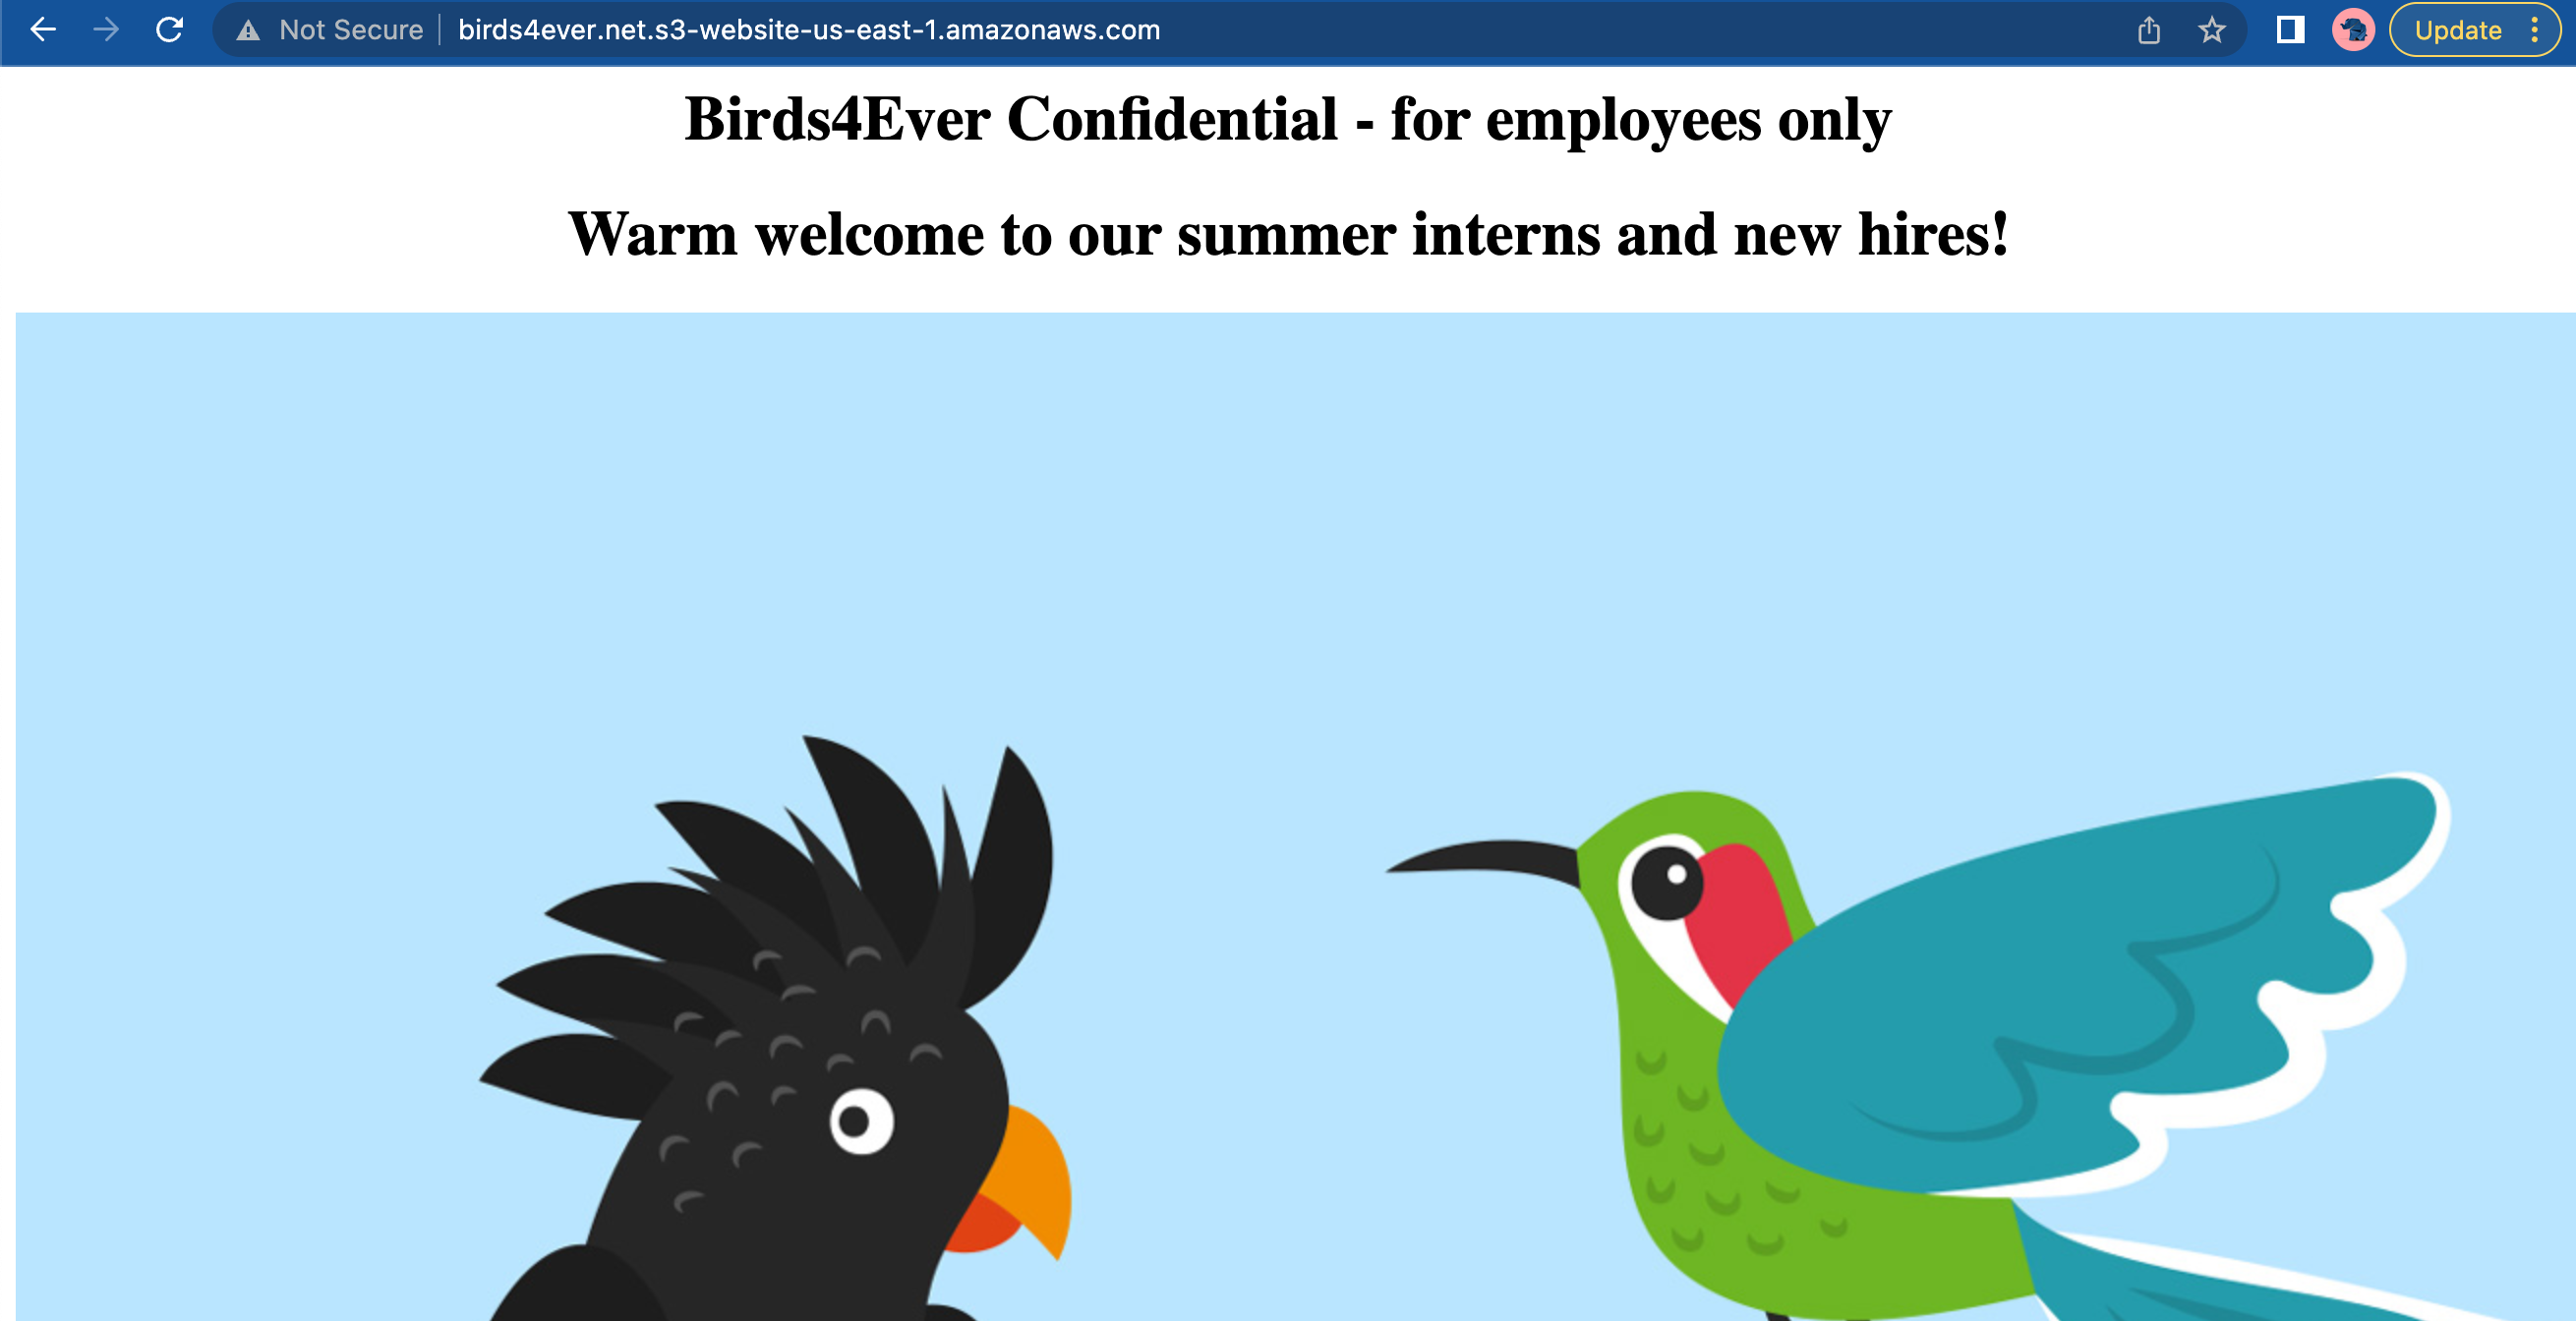 Not Secure birds4ever.net.s3-website-us-east-1.amazonaws.com Update
Birds4Ever Confidential - for employees only
Warm welcome to our summer interns and new hires!